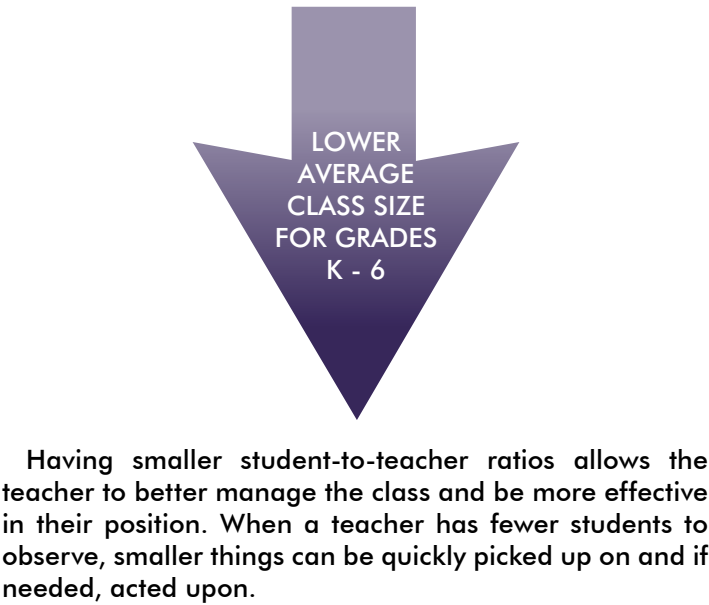 LOWER
AVERAGE
CLASS SIZE
FOR GRADES
K - 6
Having smaller student-to-teacher ratios allows the
teacher to better manage the class and be more effective
in their position. When a teacher has fewer students to
observe, smaller things can be quickly picked up on and if
needed, acted upon.